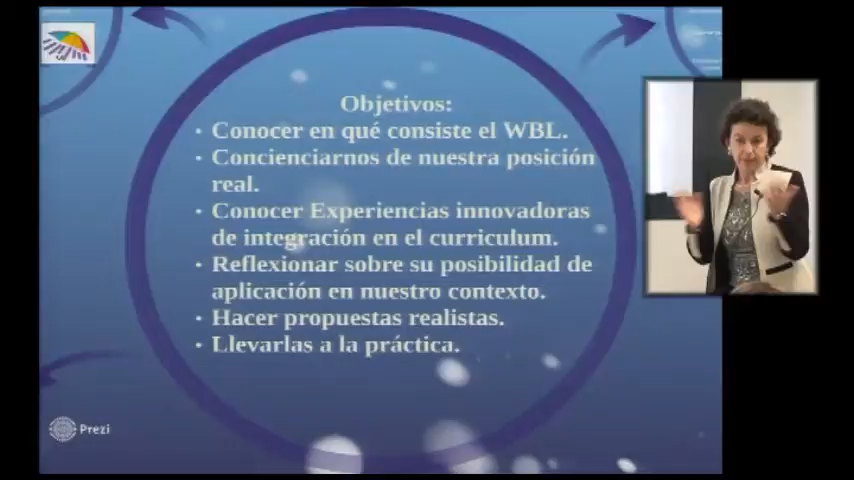 Objetivos:
• Conocer en qué consiste el WBL.
• Concienciarnos de nuestra posición
real.
• Conocer Experiencias innovadoras
de integración en el curriculum.
• Reflexionar sobre su posibilidad de
aplicación en nuestro contexto.
• Hacer propuestas realistas.
• Llevarlas a la práctica.
Prezi